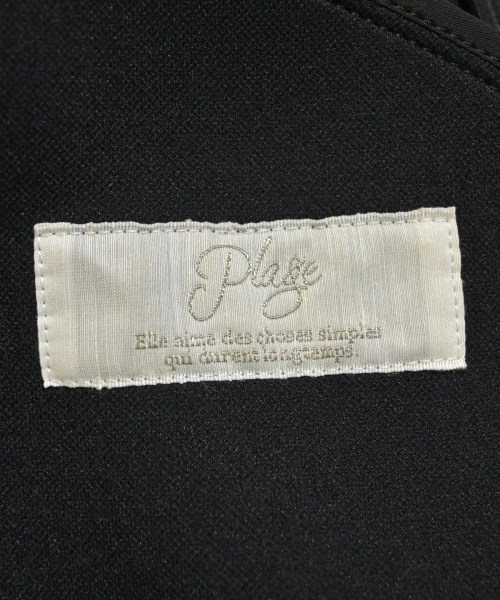 Plage
Elle aime des choses simples
qui durent longtemps.